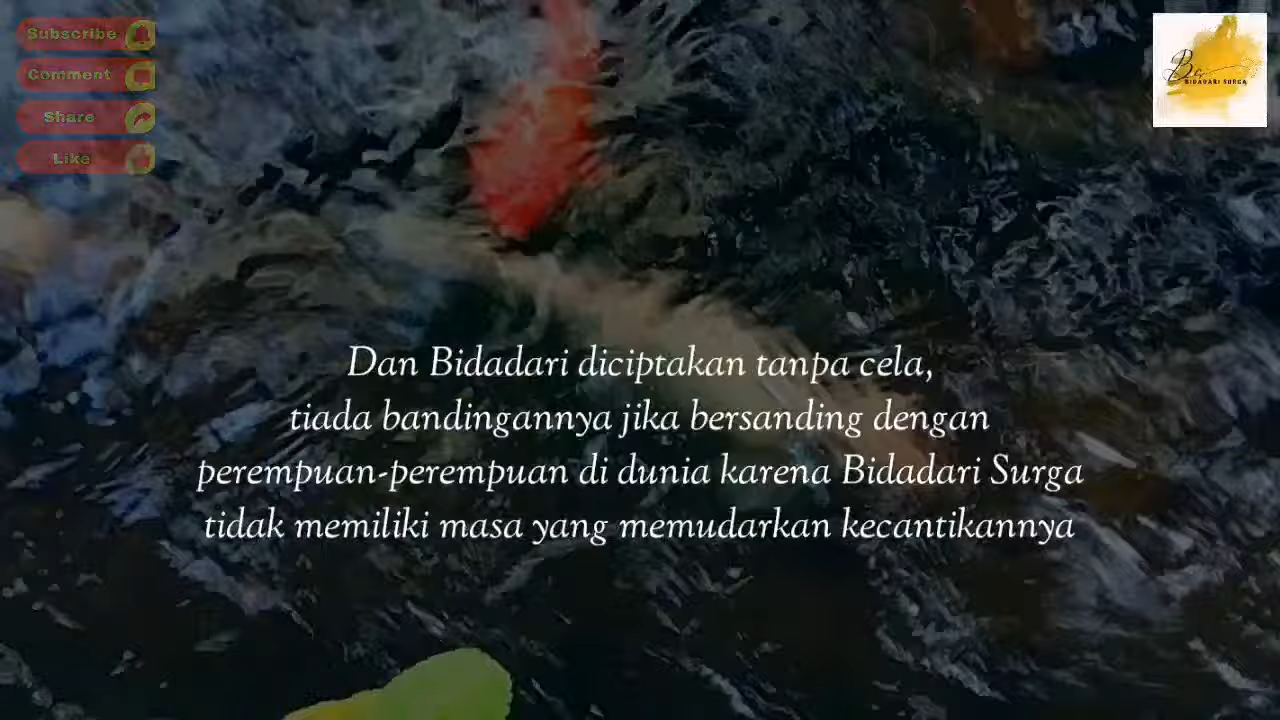 Subscribe
Comment
Share
Like
Bs
BIDADARI SURGA
Dan Bidadari diciptakan tanpa cela,
tiada bandingannya jika bersanding dengan
perempuan-perempuan di dunia karena Bidadari Surga
tidak memiliki masa yang memudarkan kecantikannya